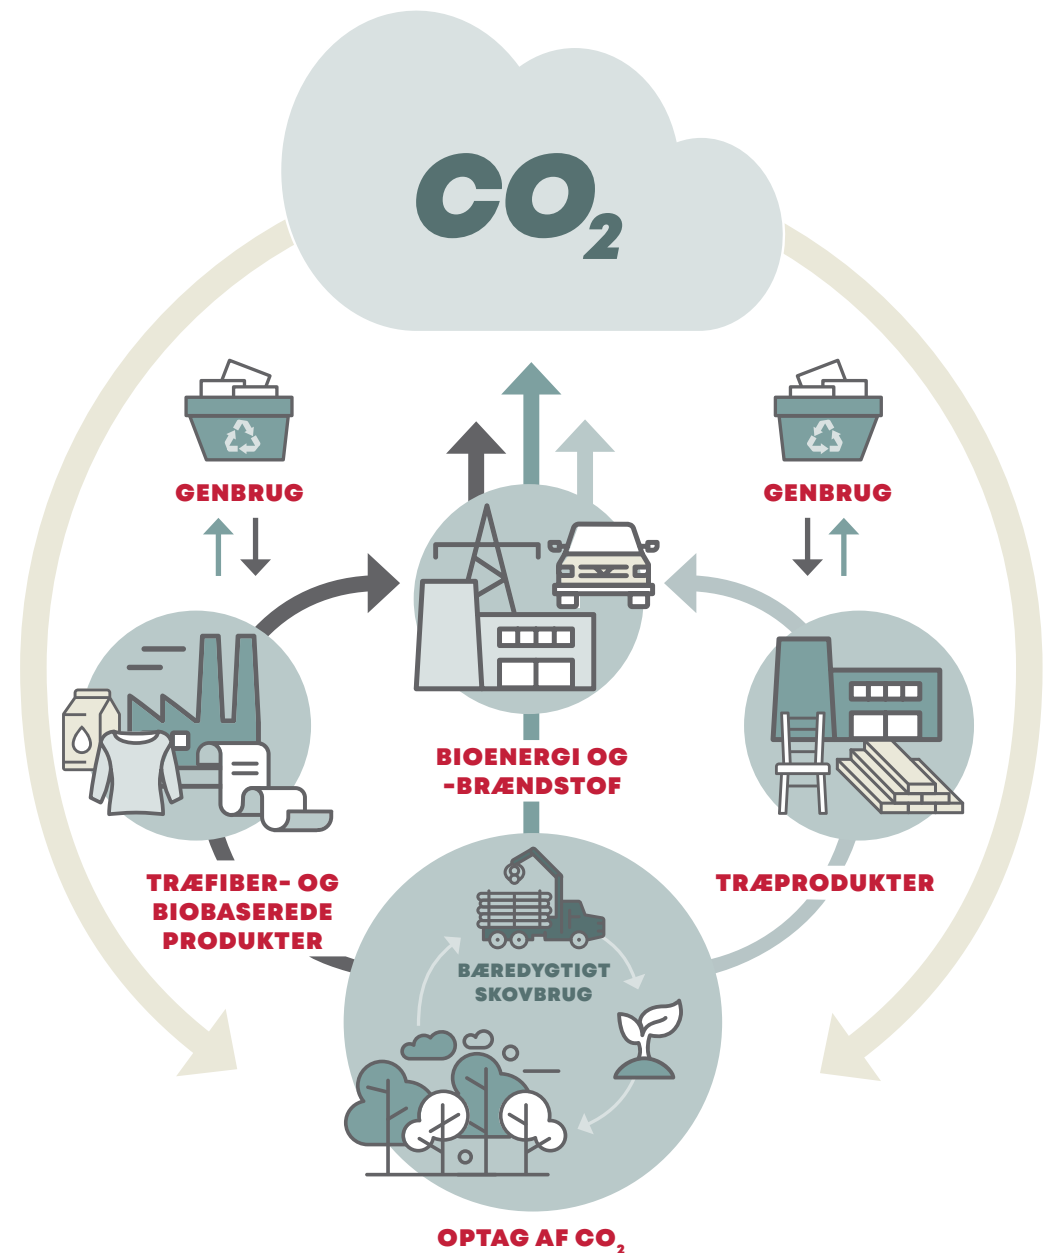 CO₂
GENBRUG
GENBRUG
BIOENERGI OG
-BRÆNDSTOF
TRÆFIBER- OG
BIOBASEREDE
PRODUKTER
TRÆPRODUKTER
BÆREDYGTIGT
SKOVBRUG
OPTAG AF CO₂